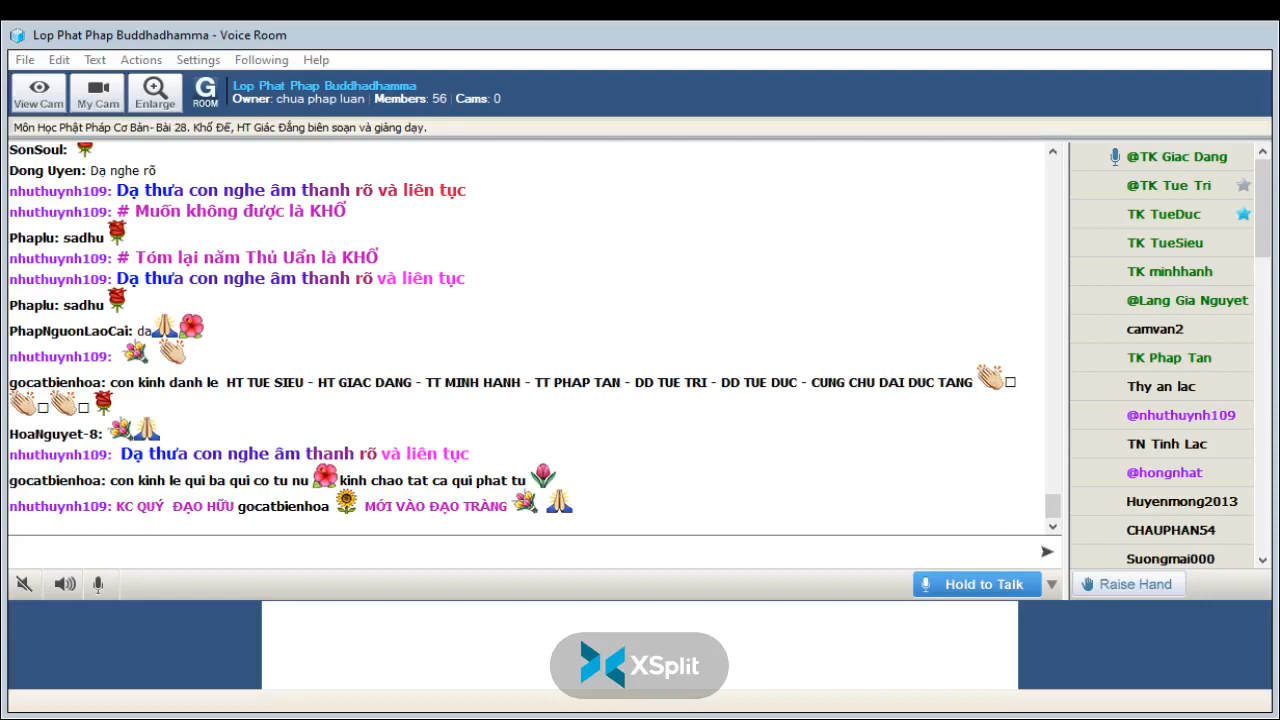 Lop Phat Phap Buddhadhamma - Voice Room
File Edit Text Actions Settings Following Help
View Cam My Cam Enlarge G ROOM
Lop Phat Phap Buddhadhamma
Owner: chua phap luan | Members: 56 | Cams: 0
Môn Học Phật Pháp Cơ Bản- Bài 28. Khổ Đế, HT Giác Đẳng biên soạn và giảng dạy.
SonSoul:
Dong Uyen: Dạ nghe rõ
nhuthuynh109: Dạ thưa con nghe âm thanh rõ và liên tục
nhuthuynh109: # Muốn không được là KHỔ
Phaplu: sadhu
nhuthuynh109: # Tóm lại năm Thủ Uẩn là KHỔ
nhuthuynh109: Dạ thưa con nghe âm thanh rõ và liên tục
Phaplu: sadhu
PhapNguonLaoCai: da
nhuthuynh109:
gocatbienhoa: con kinh danh le HT TUE SIEU - HT GIAC DANG - TT MINH HANH - TT PHAP TAN - DD TUE TRI - DD TUE DUC - CUNG CHU DAI DUC TANG
HoaNguyet-8:
nhuthuynh109: Dạ thưa con nghe âm thanh rõ và liên tục
gocatbienhoa: con kinh le qui ba qui co tu nu kinh chao tat ca qui phat tu
nhuthuynh109: KC QUÝ ĐẠO HỮU gocatbienhoa MỚI VÀO ĐẠO TRÀNG
@TK Giac Dang
@TK Tue Tri
TK TueDuc
TK TueSieu
TK minhhanh
@Lang Gia Nguyet
camvan2
TK Phap Tan
Thy an lac
@nhuthuynh109
TN Tinh Lac
@hongnhat
Huyenmong2013
CHAUPHAN54
Suongmai000
Hold to Talk
Raise Hand
XSplit